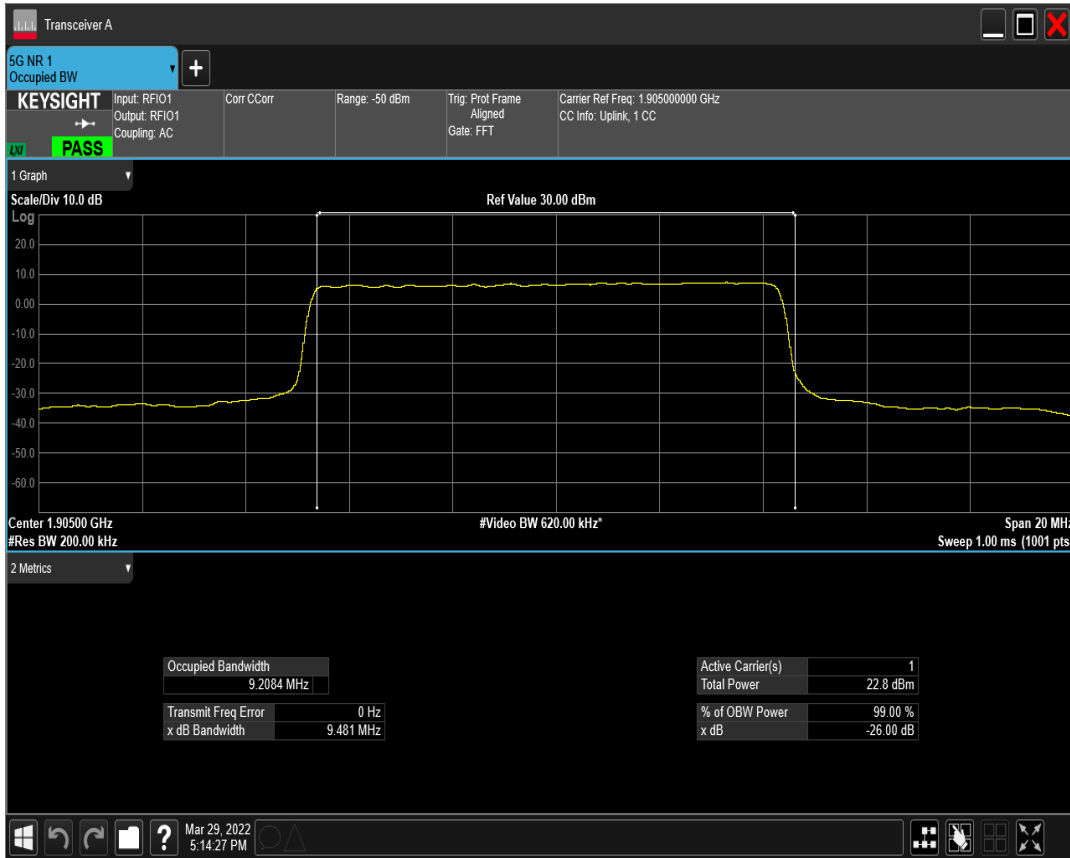 Transceiver A
5G NR 1
Occupied BW
KEYSIGHT
LXI
PASS
Input: RFIO1
Output: RFIO1
Coupling: AC
Corr CCorr
Range: -50 dBm
Trig: Prot Frame
Aligned
Gate: FFT
Carrier Ref Freq: 1.905000000 GHz
CC Info: Uplink, 1 CC
1 Graph
Scale/Div 10.0 dB
Ref Value 30.00 dBm
Log
20.0
10.0
0.00
-10.0
-20.0
-30.0
-40.0
-50.0
-60.0
Center 1.90500 GHz
#Video BW 620.00 kHz*
Span 20 MHz
#Res BW 200.00 kHz
Sweep 1.00 ms (1001 pts
2 Metrics
Occupied Bandwidth
9.2084 MHz
Transmit Freq Error 0 Hz
x dB Bandwidth 9.481 MHz
Active Carrier(s) 1
Total Power 22.8 dBm
% of OBW Power 99.00 %
x dB -26.00 dB
?
Mar 29, 2022
5:14:27 PM